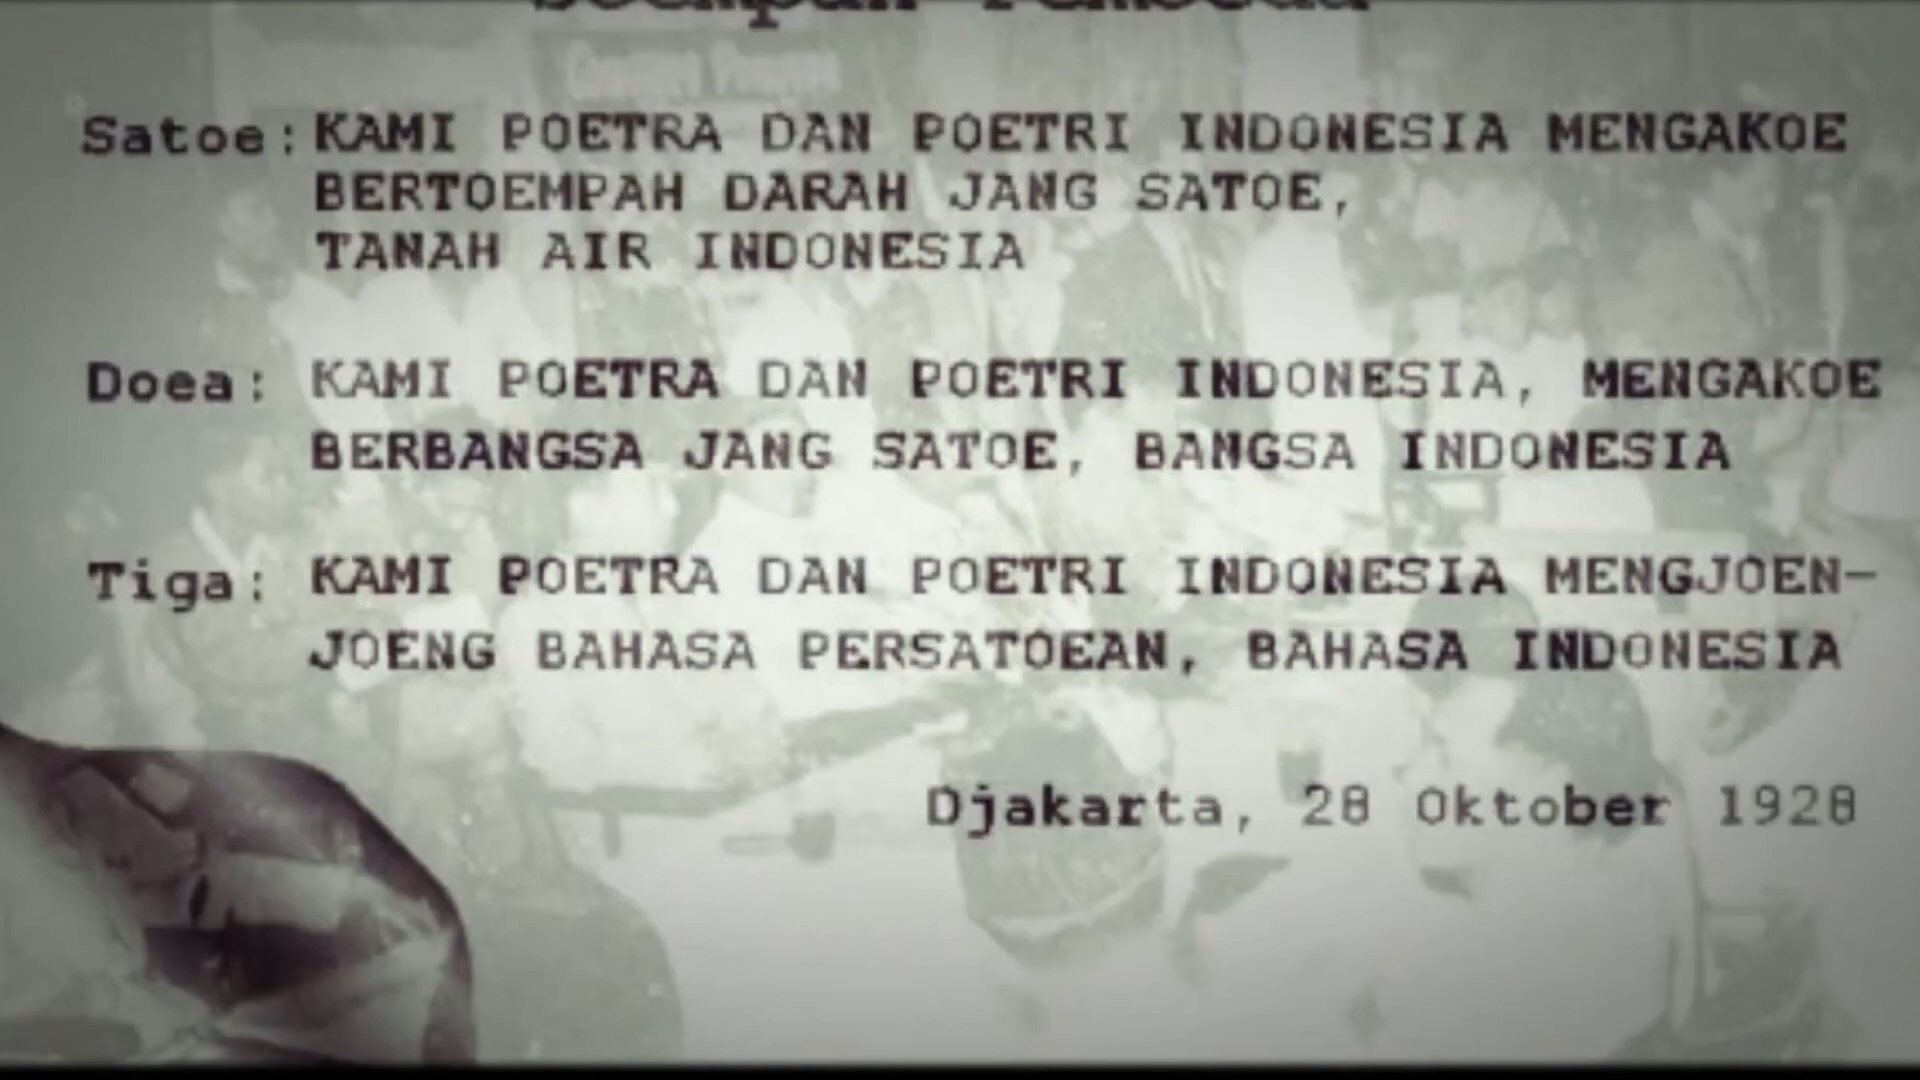 Satoe: KAMI POETRA DAN POETRI INDONESIA MENGAKOE
BERTOEMPAH DARAH JANG SATOE,
TANAH AIR INDONESIA
Doea: KAMI POETRA DAN POETRI INDONESIA, MENGAKOE
BERBANGSA JANG SATOE, BANGSA INDONESIA
Tiga: KAMI POETRA DAN POETRI INDONESIA MENGJOEN-
JOENG BAHASA PERSATOEAN, BAHASA INDONESIA
Djakarta, 28 Oktober 1928